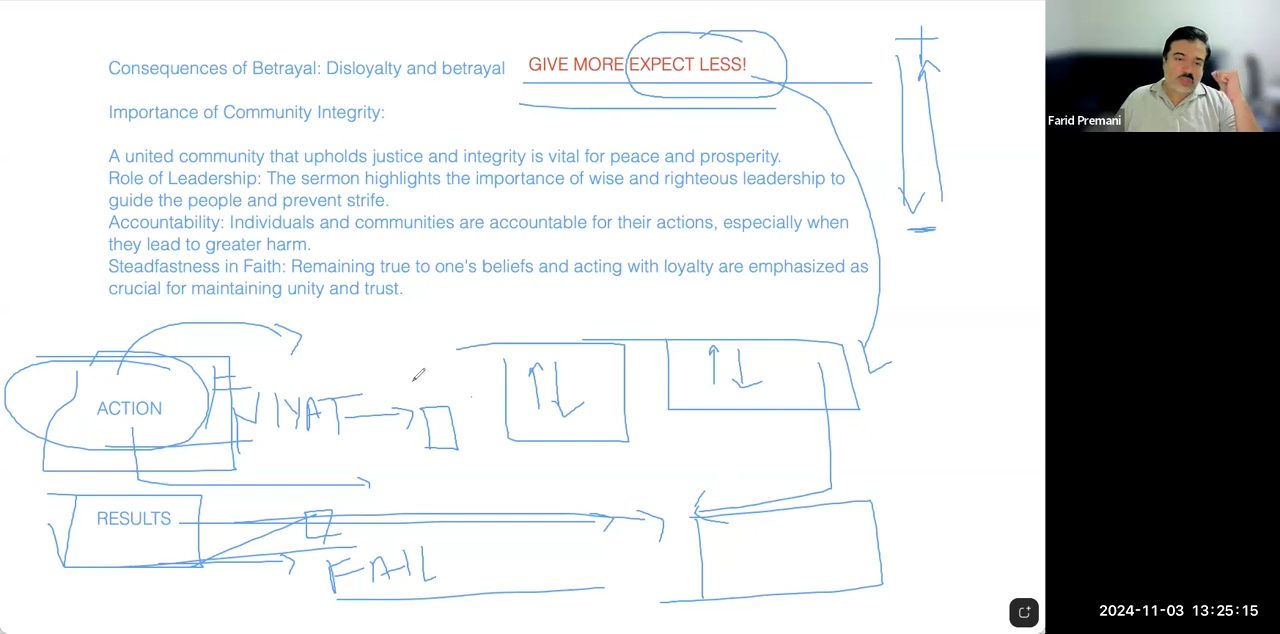 Consequences of Betrayal: Disloyalty and betrayal
GIVE MORE EXPECT LESS!
Importance of Community Integrity:
A united community that upholds justice and integrity is vital for peace and prosperity.
Role of Leadership: The sermon highlights the importance of wise and righteous leadership to
guide the people and prevent strife.
Accountability: Individuals and communities are accountable for their actions, especially when
they lead to greater harm.
Steadfastness in Faith: Remaining true to one's beliefs and acting with loyalty are emphasized as
crucial for maintaining unity and trust.
ACTION
NIYAT
RESULTS
FAIL
Farid Premani
2024-11-03 13:25:15